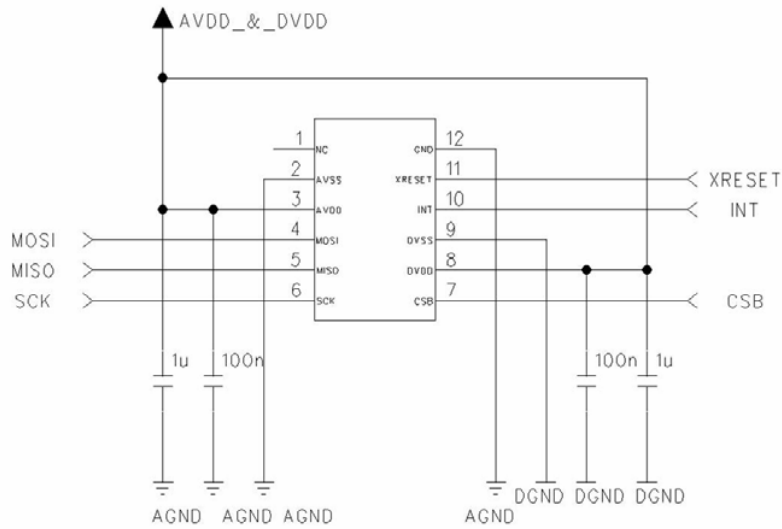 AVDD_&_DVDD
1 NC
2 AVSS
3 AVDD
4 MOSI
5 MISO
6 SCK
12 GND
11 XRESET
10 INT
9 DVSS
8 DVDD
7 CSB
MOSI
MISO
SCK
XRESET
INT
CSB
1u 100n
100n 1u
AGND AGND AGND
AGND DGND DGND DGND